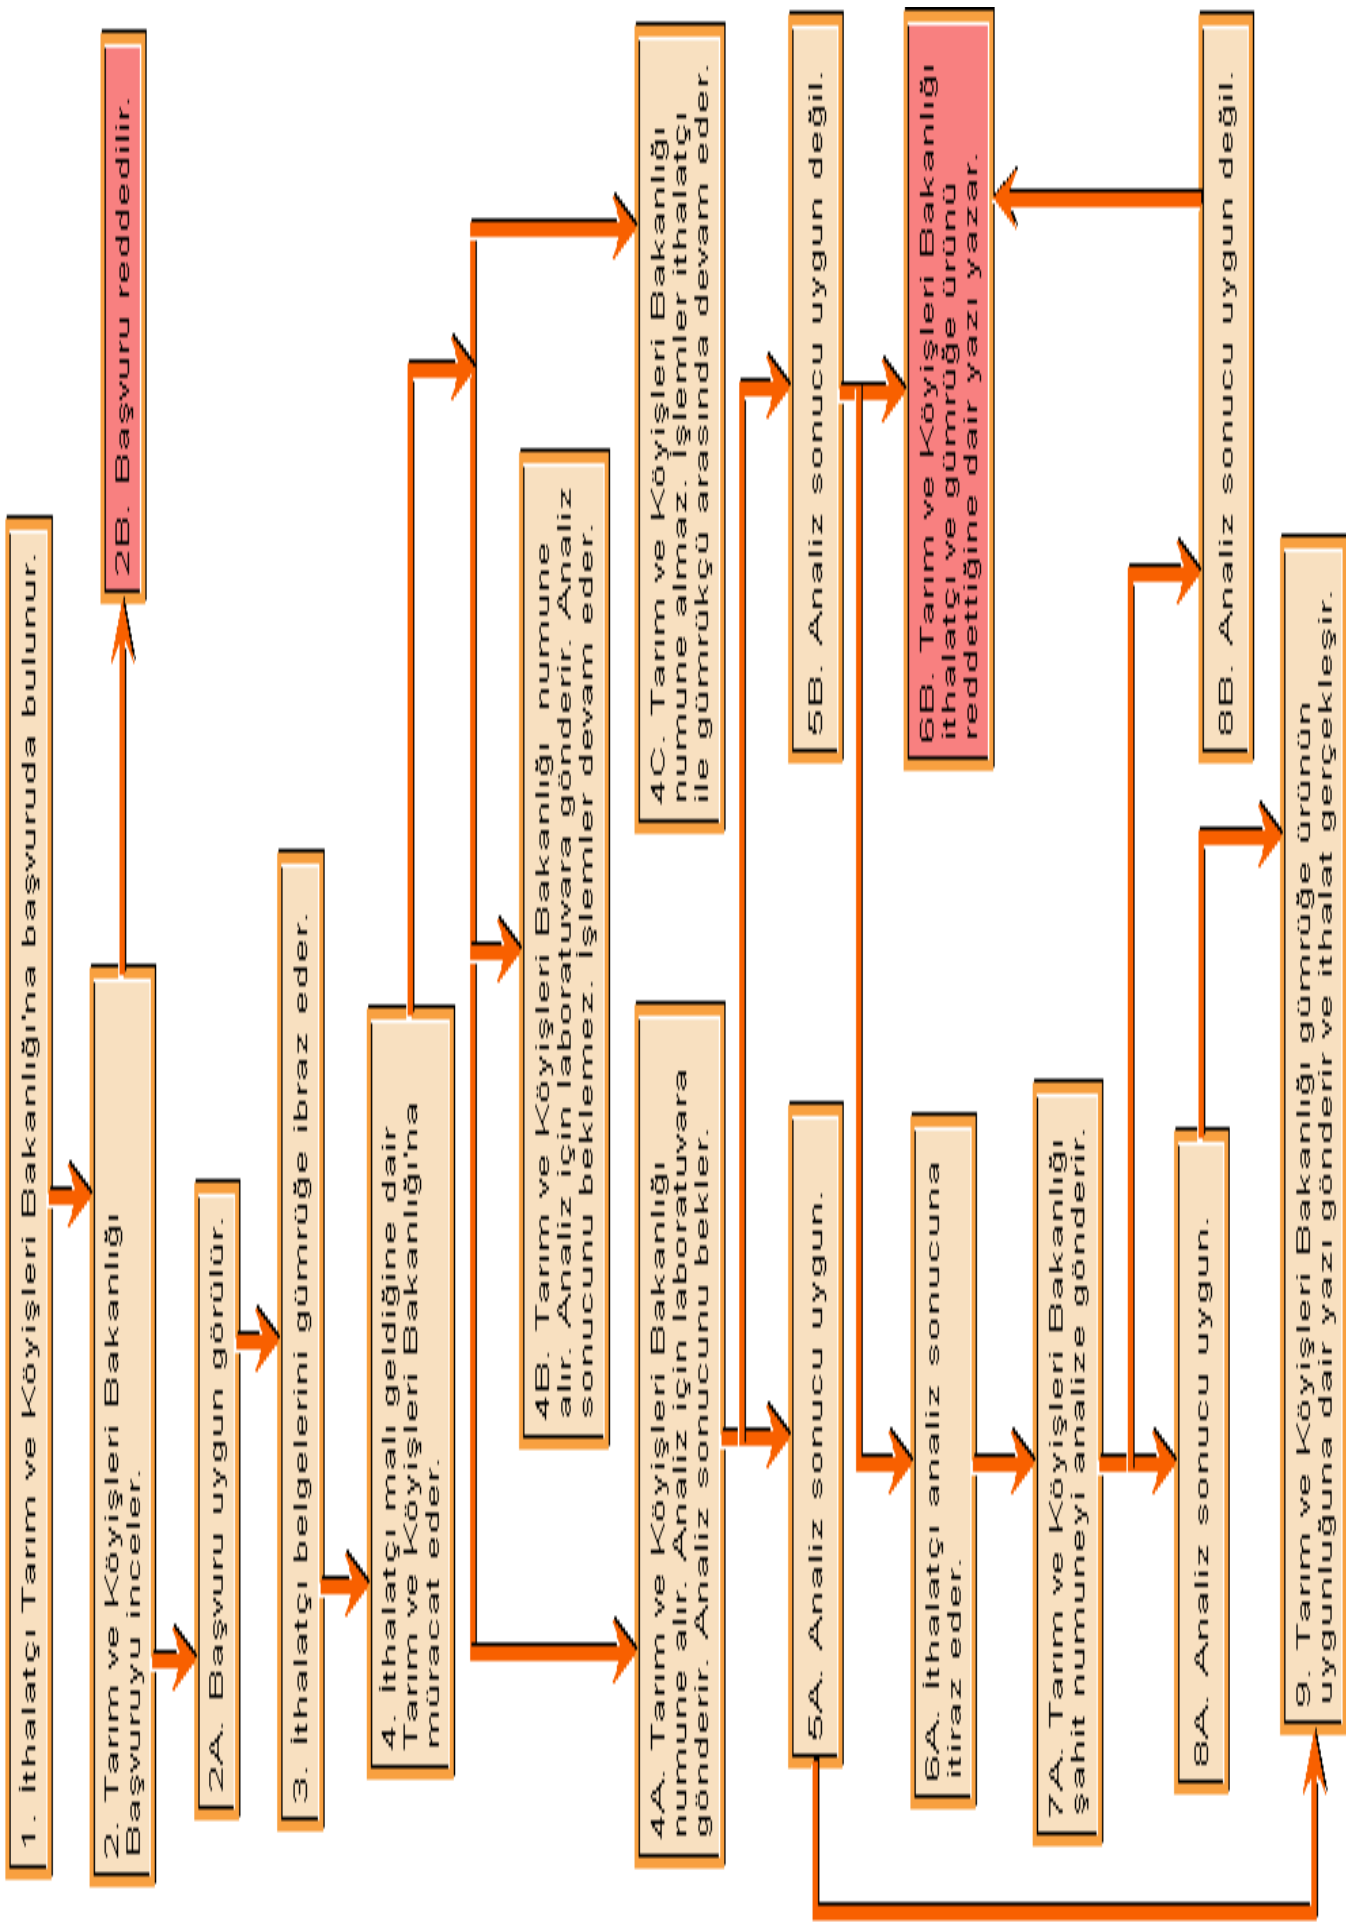 1. İthalatçı Tarım ve Köyişleri Bakanlığı'na başvuruda bulunur.
2. Tarım ve Köyişleri Bakanlığı
Başvuruyu inceler.
2B. Başvuru reddedilir.
2A. Başvuru uygun görülür.
3. İthalatçı belgelerini gümrüğe ibraz eder.
4. İthalatçı malı geldiğine dair
Tarım ve Köyişleri Bakanlığı'na
müracat eder.
4B. Tarım ve Köyişleri Bakanlığı numune
alır. Analiz için laboratuvara gönderir. Analiz
sonucunu beklemez. İşlemler devam eder.
4A. Tarım ve Köyişleri Bakanlığı
numune alır. Analiz için laboratuvara
gönderir. Analiz sonucunu bekler.
4C. Tarım ve Köyişleri Bakanlığı
numune almaz. İşlemler ithalatçı
ile gümrükçü arasında devam eder.
5A. Analiz sonucu uygun.
5B. Analiz sonucu uygun değil.
6A. İthalatçı analiz sonucuna
itiraz eder.
6B. Tarım ve Köyişleri Bakanlığı
ithalatçı ve gümrüğe ürünü
reddettiğine dair yazı yazar.
7A. Tarım ve Köyişleri Bakanlığı
şahit numuneyi analize gönderir.
8A. Analiz sonucu uygun.
8B. Analiz sonucu uygun değil.
9. Tarım ve Köyişleri Bakanlığı gümrüğe ürünün
uygunluğuna dair yazı gönderir ve ithalat gerçekleşir.